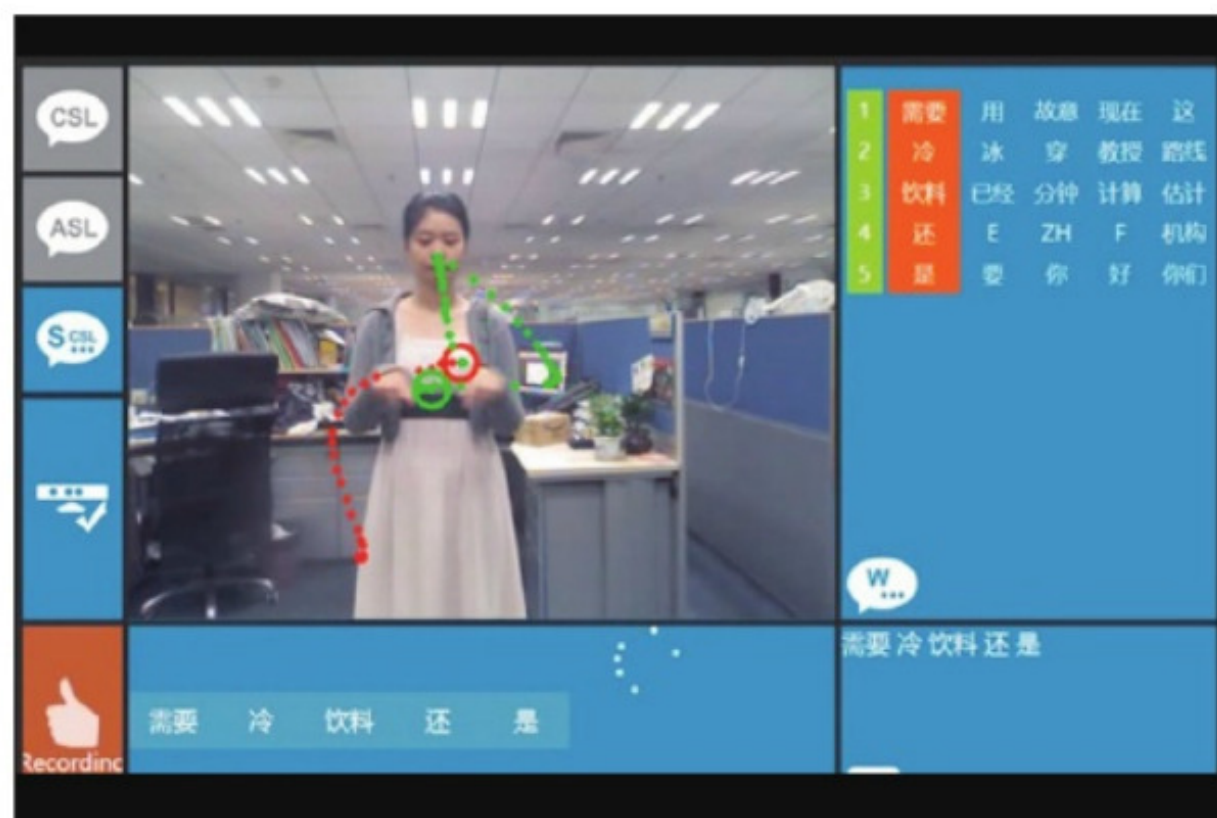 CSL
ASL
S CSL
1 需要 用 故意 现在 这
2 冷 冰 穿 教授 路线
3 饮料 已经 分钟 计算 估计
4 还 E ZH F 机构
5 是 要 你 好 你们
W
需要 冷 饮料 还 是
需要 冷 饮料 还 是
Recording